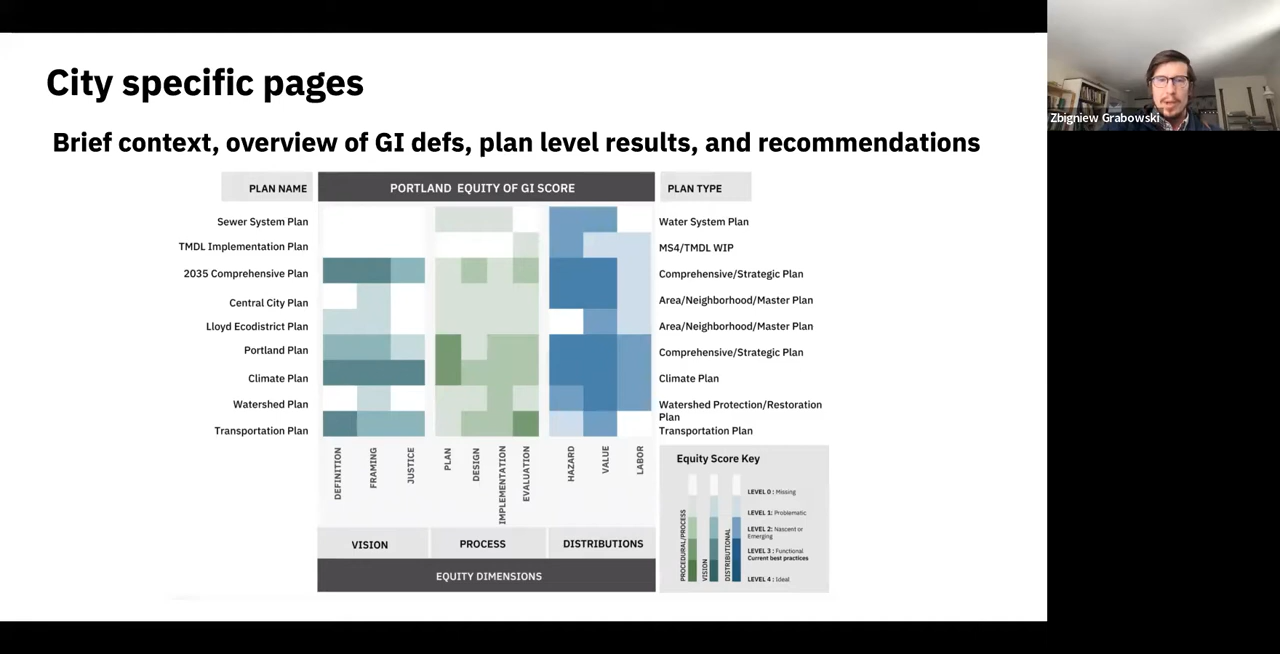 City specific pages
Zbigniew Grabowski
Brief context, overview of GI defs, plan level results, and recommendations
PLAN NAME
PORTLAND EQUITY OF GI SCORE
PLAN TYPE
Sewer System Plan
Water System Plan
TMDL Implementation Plan
MS4/TMDL WIP
2035 Comprehensive Plan
Comprehensive/Strategic Plan
Central City Plan
Area/Neighborhood/Master Plan
Lloyd Ecodistrict Plan
Area/Neighborhood/Master Plan
Portland Plan
Comprehensive/Strategic Plan
Climate Plan
Climate Plan
Watershed Plan
Watershed Protection/Restoration
Plan
Transportation Plan
Transportation Plan
DEFINITION
FRAMING
JUSTICE
PLAN
DESIGN
IMPLEMENTATION
EVALUATION
HAZARD
VALUE
LABOR
VISION
PROCESS
DISTRIBUTIONS
EQUITY DIMENSIONS
Equity Score Key
PROCEDURAL/PROCESS
VISION
DISTRIBUTIONAL
LEVEL 0 : Missing
LEVEL 1: Problematic
LEVEL 2: Nascent or
Emerging
LEVEL 3 : Functional
Current best practices
LEVEL 4 : Ideal